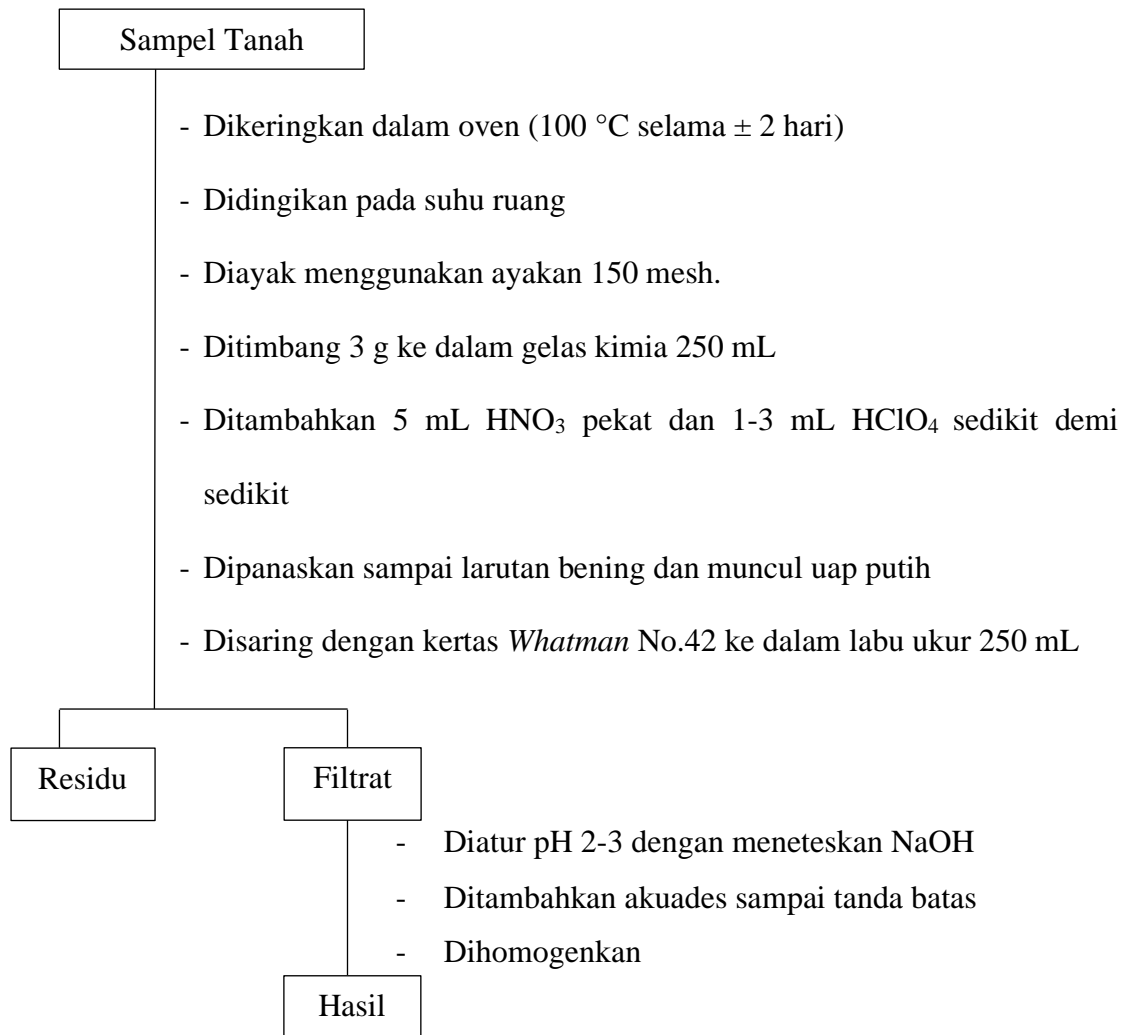 Sampel Tanah
- Dikeringkan dalam oven (100 °C selama ± 2 hari)
- Didingikan pada suhu ruang
- Diayak menggunakan ayakan 150 mesh.
- Ditimbang 3 g ke dalam gelas kimia 250 mL
- Ditambahkan 5 mL HNO₃ pekat dan 1-3 mL HClO₄ sedikit demi
sedikit
- Dipanaskan sampai larutan bening dan muncul uap putih
- Disaring dengan kertas Whatman No.42 ke dalam labu ukur 250 mL
Residu
Filtrat
- Diatur pH 2-3 dengan meneteskan NaOH
- Ditambahkan akuades sampai tanda batas
- Dihomogenkan
Hasil